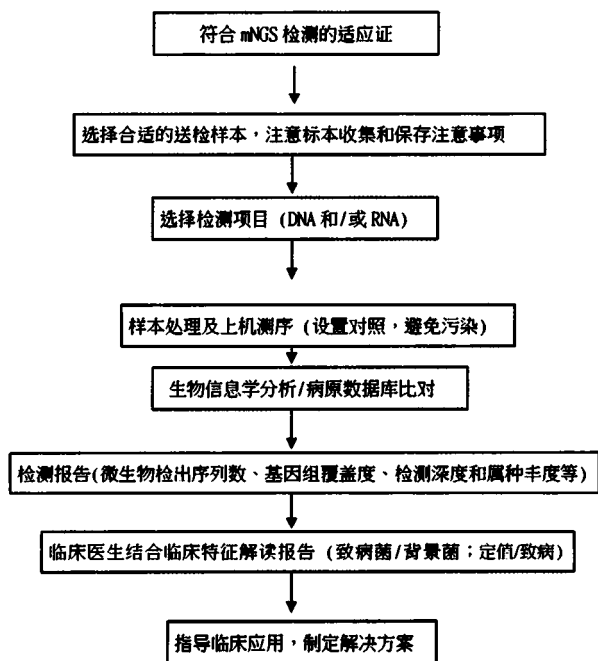 符合 mNGS 检测的适应证
选择合适的送检样本，注意标本收集和保存注意事项
选择检测项目 (DNA 和/或 RNA)
样本处理及上机测序 (设置对照，避免污染)
生物信息学分析/病原数据库比对
检测报告(微生物检出序列数、基因组覆盖度、检测深度和属种丰度等)
临床医生结合临床特征解读报告 (致病菌/背景菌；定值/致病)
指导临床应用，制定解决方案